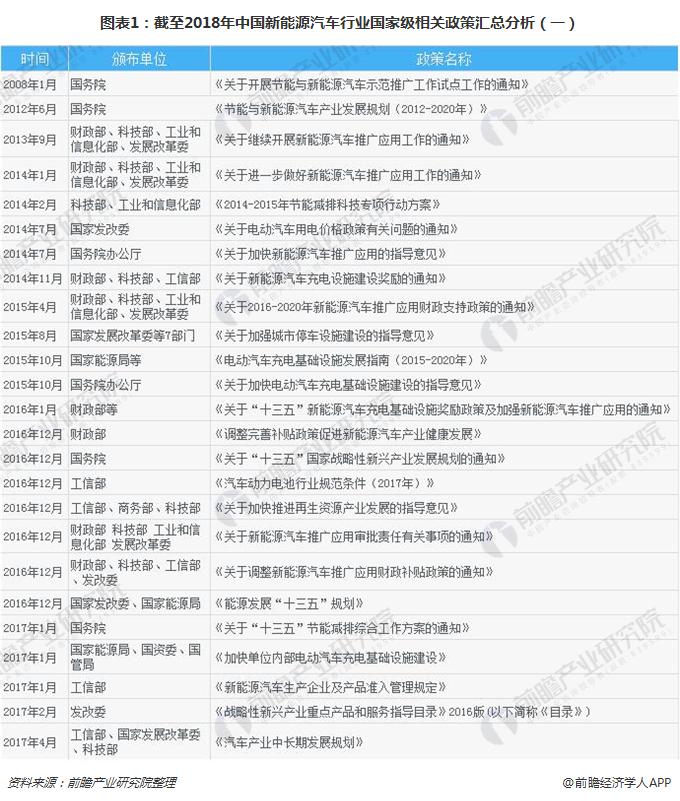 图表1：截至2018年中国新能源汽车行业国家级相关政策汇总分析（一）
时间 颁布单位 政策名称
2008年1月 国务院 《关于开展节能与新能源汽车示范推广工作试点工作的通知》
2012年6月 国务院 《节能与新能源汽车产业发展规划（2012-2020年）》
2013年9月 财政部、科技部、工业和
信息化部、发展改革委 《关于继续开展新能源汽车推广应用工作的通知》
2014年1月 财政部、科技部、工业和
信息化部、发展改革委 《关于进一步做好新能源汽车推广应用工作的通知》
2014年2月 科技部、工业和信息化部 《2014-2015年节能减排科技专项行动方案》
2014年7月 国家发改委 《关于电动汽车用电价格政策有关问题的通知》
2014年7月 国务院办公厅 《关于加快新能源汽车推广应用的指导意见》
2014年11月 财政部、科技部、工信部 《关于新能源汽车充电设施建设奖励的通知》
2015年4月 财政部、科技部、工业和
信息化部、发展改革委 《关于2016-2020年新能源汽车推广应用财政支持政策的通知》
2015年8月 国家发展改革委等7部门 《关于加强城市停车设施建设的指导意见》
2015年10月 国家能源局等 《电动汽车充电基础设施发展指南（2015-2020年）》
2015年10月 国务院办公厅 《关于加快电动汽车充电基础设施建设的指导意见》
2016年1月 财政部等 《关于“十三五”新能源汽车充电基础设施奖励政策及加强新能源汽车推广应用的通知》
2016年12月 财政部 《调整完善补贴政策促进新能源汽车产业健康发展》
2016年12月 国务院 《关于“十三五”国家战略性新兴产业发展规划的通知》
2016年12月 工信部 《汽车动力电池行业规范条件（2017年）》
2016年12月 工信部、商务部、科技部 《关于加快推进再生资源产业发展的指导意见》
2016年12月 财政部 科技部 工业和信
息化部 发展改革委 《关于新能源汽车推广应用审批责任有关事项的通知》
2016年12月 财政部、科技部、工信部
、发改委 《关于调整新能源汽车推广应用财政补贴政策的通知》
2016年12月 国家发改委、国家能源局 《能源发展“十三五”规划》
2017年1月 国务院 《关于“十三五”节能减排综合工作方案的通知》
2017年1月 国家能源局、国资委、国
管局 《加快单位内部电动汽车充电基础设施建设》
2017年1月 工信部 《新能源汽车生产企业及产品准入管理规定》
2017年2月 发改委 《战略性新兴产业重点产品和服务指导目录》2016版(以下简称《目录》)
2017年4月 工信部、国家发展改革委
、科技部 《汽车产业中长期发展规划》
资料来源：前瞻产业研究院整理 @前瞻经济学人APP
前瞻产业研究院